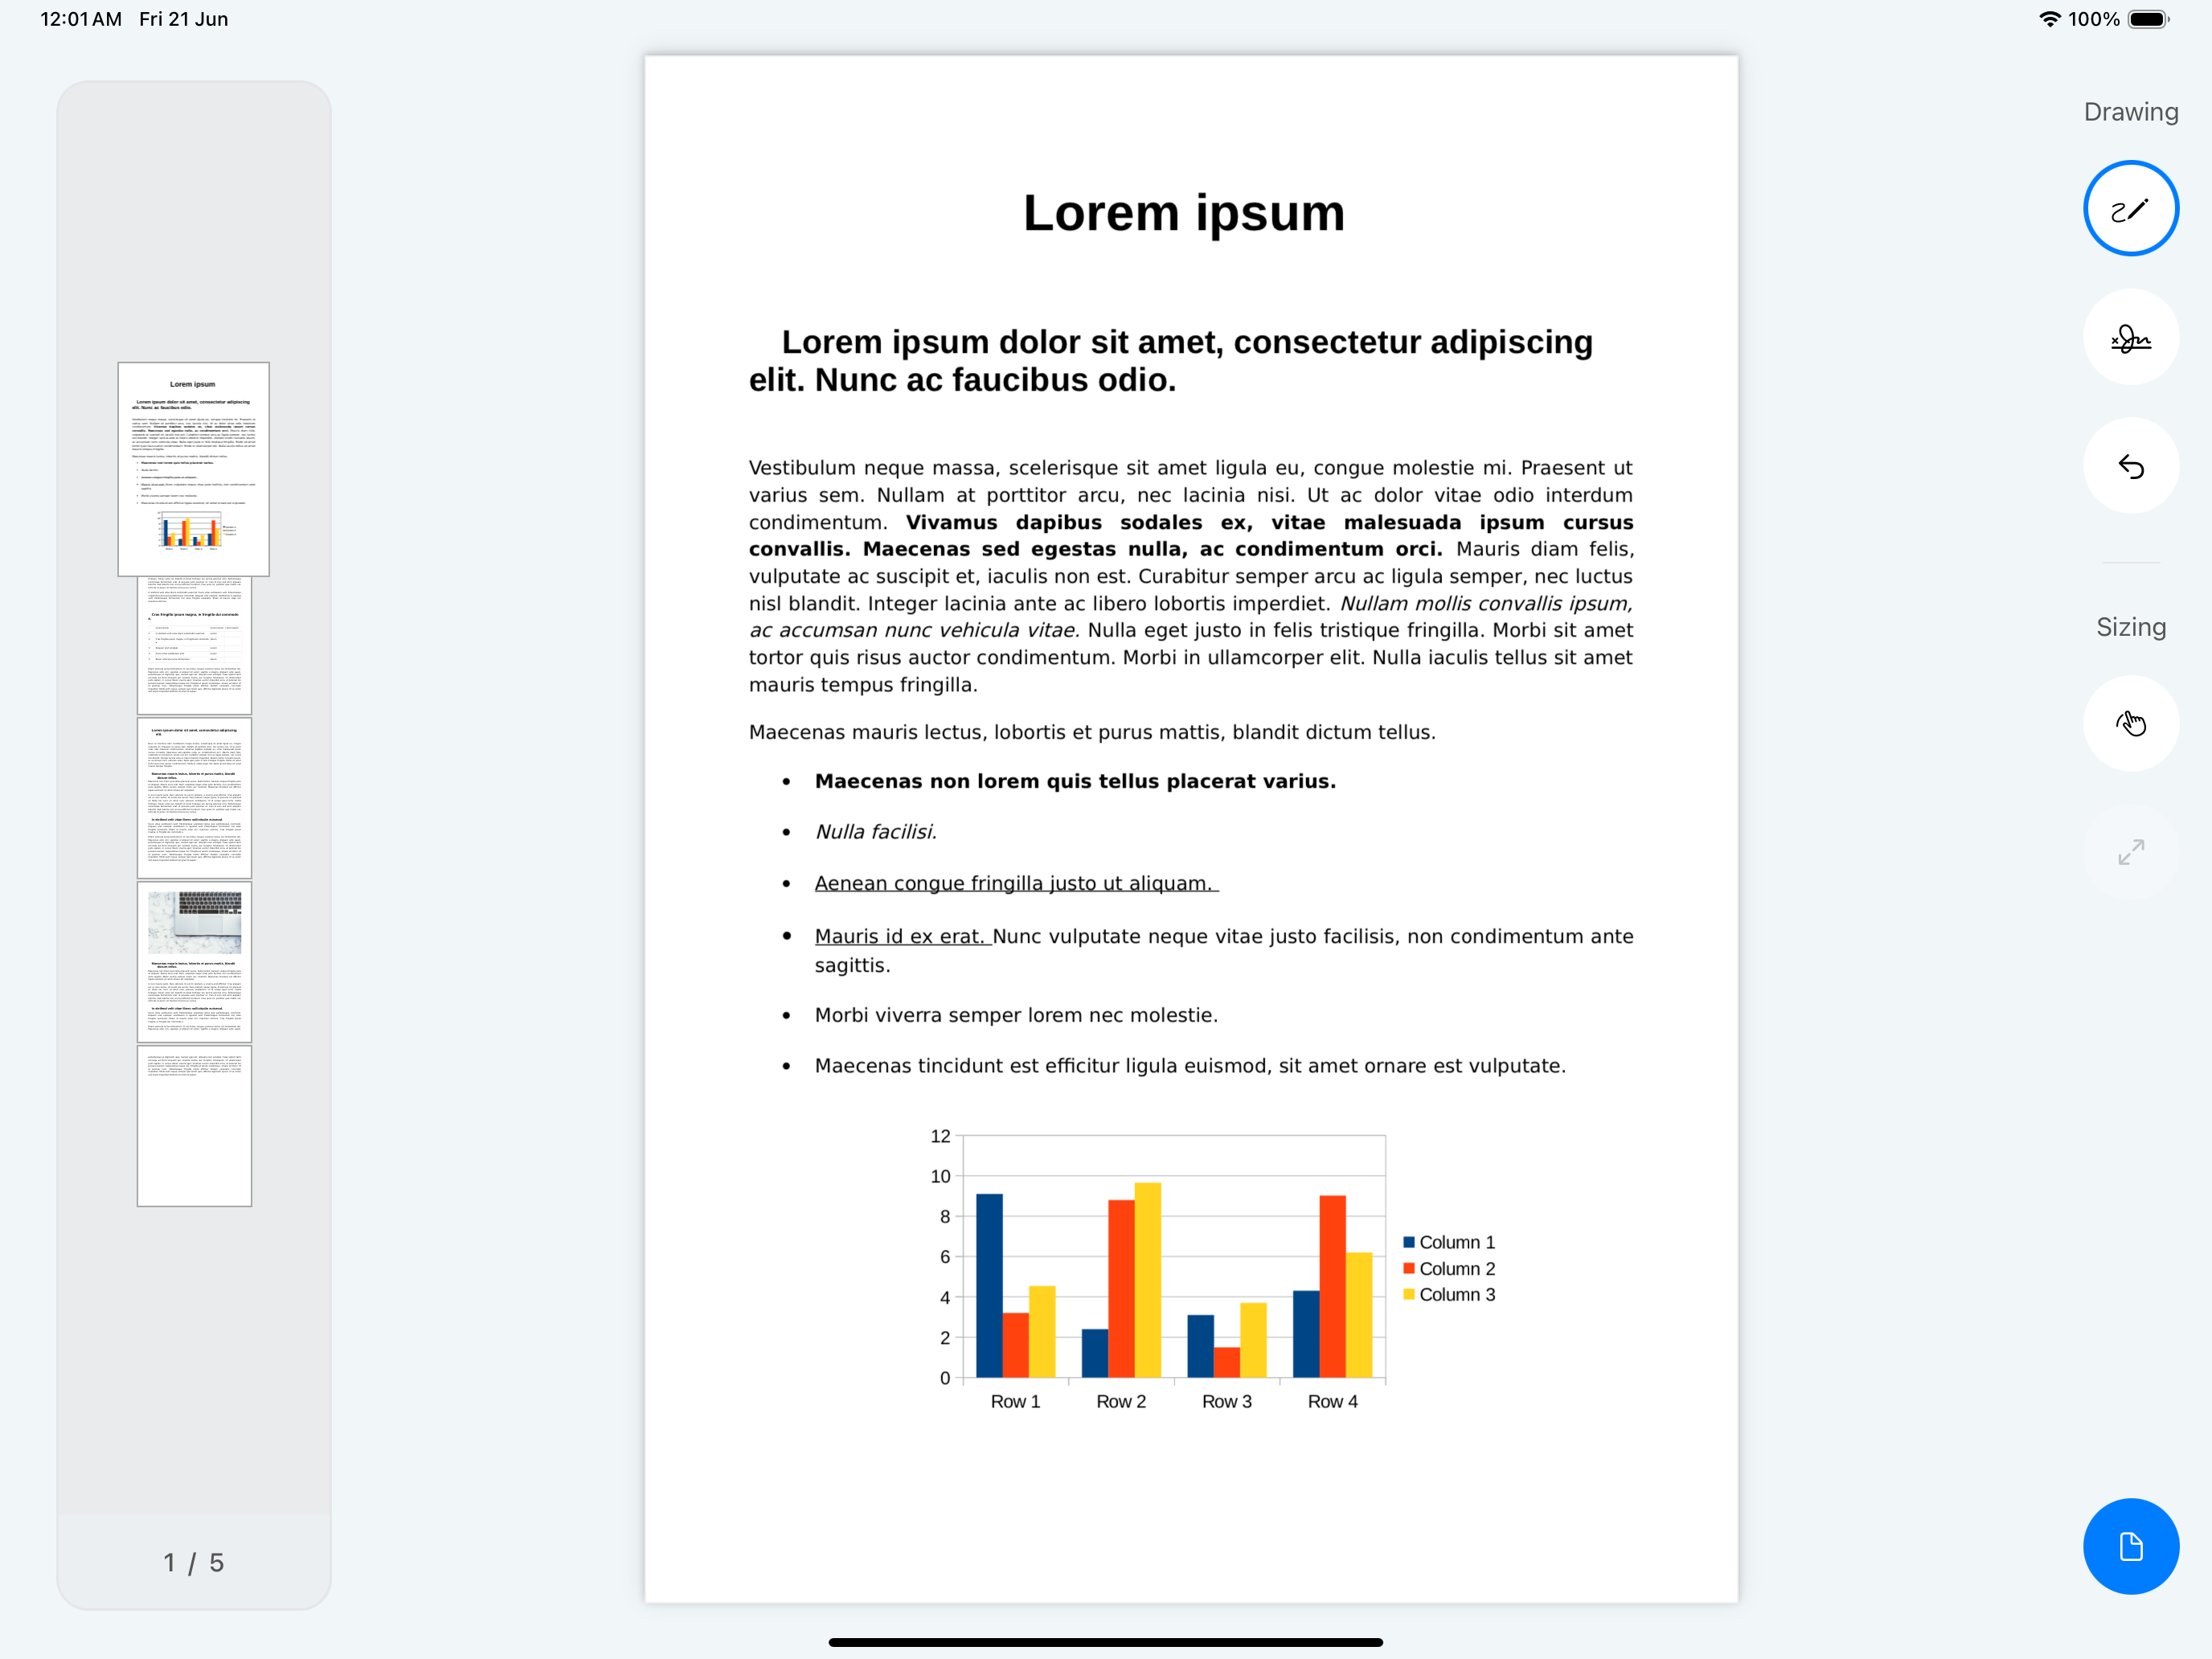 12:01 AM Fri 21 Jun
100%
Lorem ipsum
Lorem ipsum dolor sit amet, consectetur adipiscing
elit. Nunc ac faucibus odio.
Vestibulum neque massa, scelerisque sit amet ligula eu, congue molestie mi. Praesent ut
varius sem. Nullam at porttitor arcu, nec lacinia nisi. Ut ac dolor vitae odio interdum
condimentum. Vivamus dapibus sodales ex, vitae malesuada ipsum cursus
convallis. Maecenas sed egestas nulla, ac condimentum orci. Mauris diam felis,
vulputate ac suscipit et, iaculis non est. Curabitur semper arcu ac ligula semper, nec luctus
nisl blandit. Integer lacinia ante ac libero lobortis imperdiet. Nullam mollis convallis ipsum,
ac accumsan nunc vehicula vitae. Nulla eget justo in felis tristique fringilla. Morbi sit amet
tortor quis risus auctor condimentum. Morbi in ullamcorper elit. Nulla iaculis tellus sit amet
mauris tempus fringilla.
Maecenas mauris lectus, lobortis et purus mattis, blandit dictum tellus.
• Maecenas non lorem quis tellus placerat varius.
• Nulla facilisi.
• Aenean congue fringilla justo ut aliquam.
• Mauris id ex erat. Nunc vulputate neque vitae justo facilisis, non condimentum ante
sagittis.
• Morbi viverra semper lorem nec molestie.
• Maecenas tincidunt est efficitur ligula euismod, sit amet ornare est vulputate.
12
10
8
6
4
2
0
Row 1 Row 2 Row 3 Row 4
Column 1
Column 2
Column 3
Drawing
Sizing
1 / 5